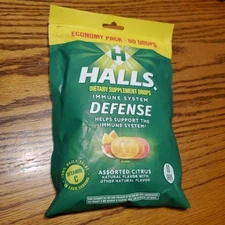 ECONOMY PACK - 80 DROPS
H
HALLS
DIETARY SUPPLEMENT DROPS
IMMUNE SYSTEM
DEFENSE
HELPS SUPPORT THE
IMMUNE SYSTEM
VITAMIN
C
ASSORTED CITRUS
NATURAL FLAVOR WITH
OTHER NATURAL FLAVOR